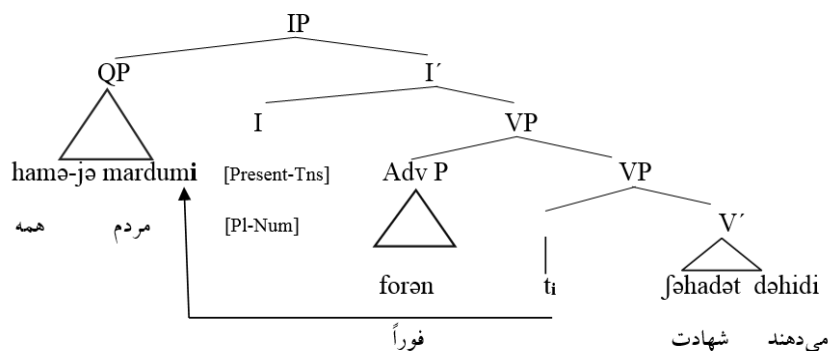 IP
QP I´
I VP
hamə-jə mardumi [Present-Tns] Adv P VP
همه مردم [Pl-Num] V´
forən ti ʃəhadət dəhidi
فوراً شهادت می‌دهند